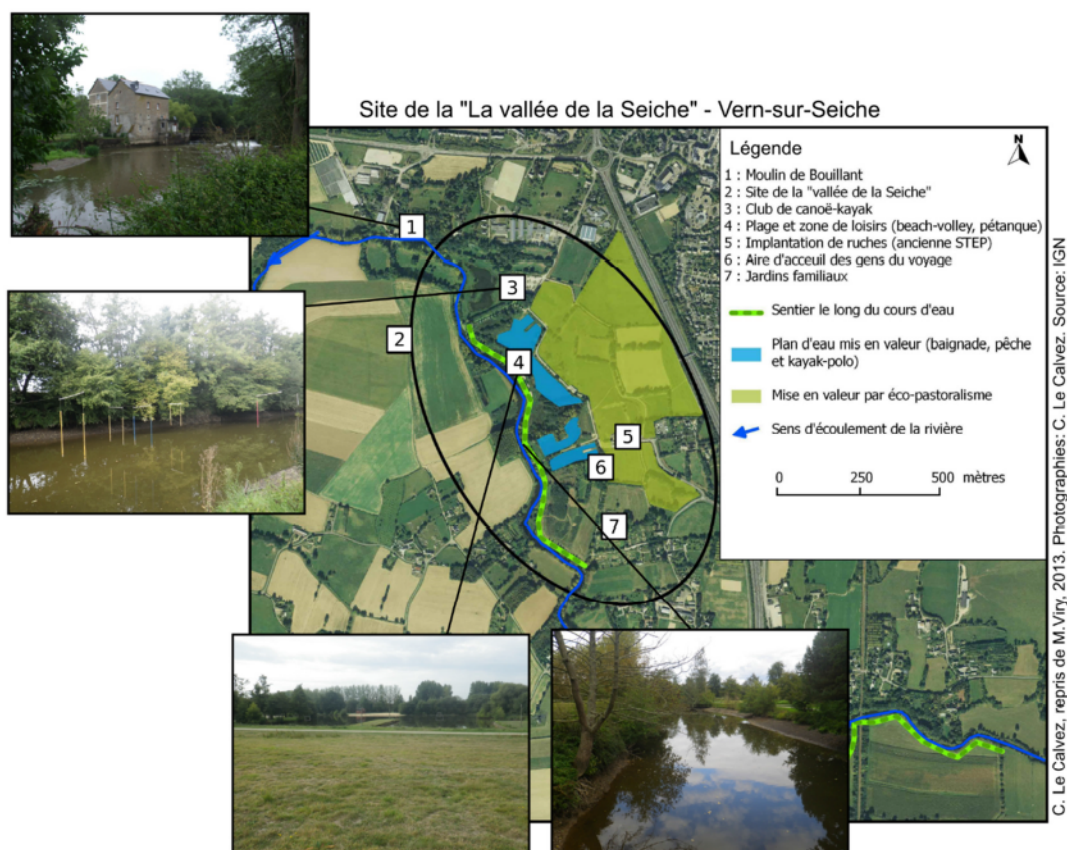 Site de la "La vallée de la Seiche" - Vern-sur-Seiche
Légende
N
1 : Moulin de Bouillant
2 : Site de la "vallée de la Seiche"
3 : Club de canoë-kayak
4 : Plage et zone de loisirs (beach-volley, pétanque)
5 : Implantation de ruches (ancienne STEP)
6 : Aire d'acceuil des gens du voyage
7 : Jardins familiaux
Sentier le long du cours d'eau
Plan d'eau mis en valeur (baignade, pêche
et kayak-polo)
Mise en valeur par éco-pastoralisme
Sens d'écoulement de la rivière
0 250 500 mètres
1
2
3
4
5
6
7
C. Le Calvez, repris de M.Viry, 2013. Photographies: C. Le Calvez. Source: IGN